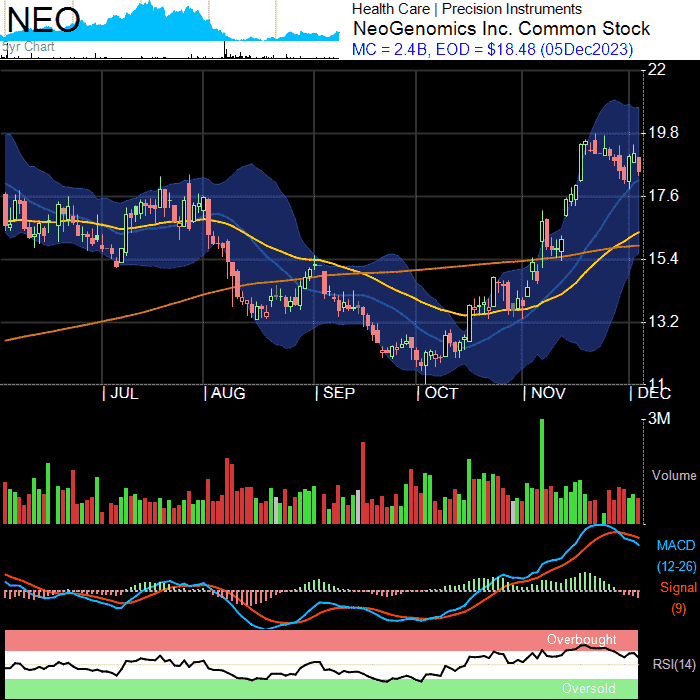 NEO
5yr Chart
Health Care | Precision Instruments
NeoGenomics Inc. Common Stock
MC = 2.4B, EOD = $18.48 (05Dec2023)
22
19.8
17.6
15.4
13.2
11
JUL
AUG
SEP
OCT
NOV
DEC
3M
Volume
MACD
(12-26)
Signal
(9)
Overbought
RSI(14)
Oversold